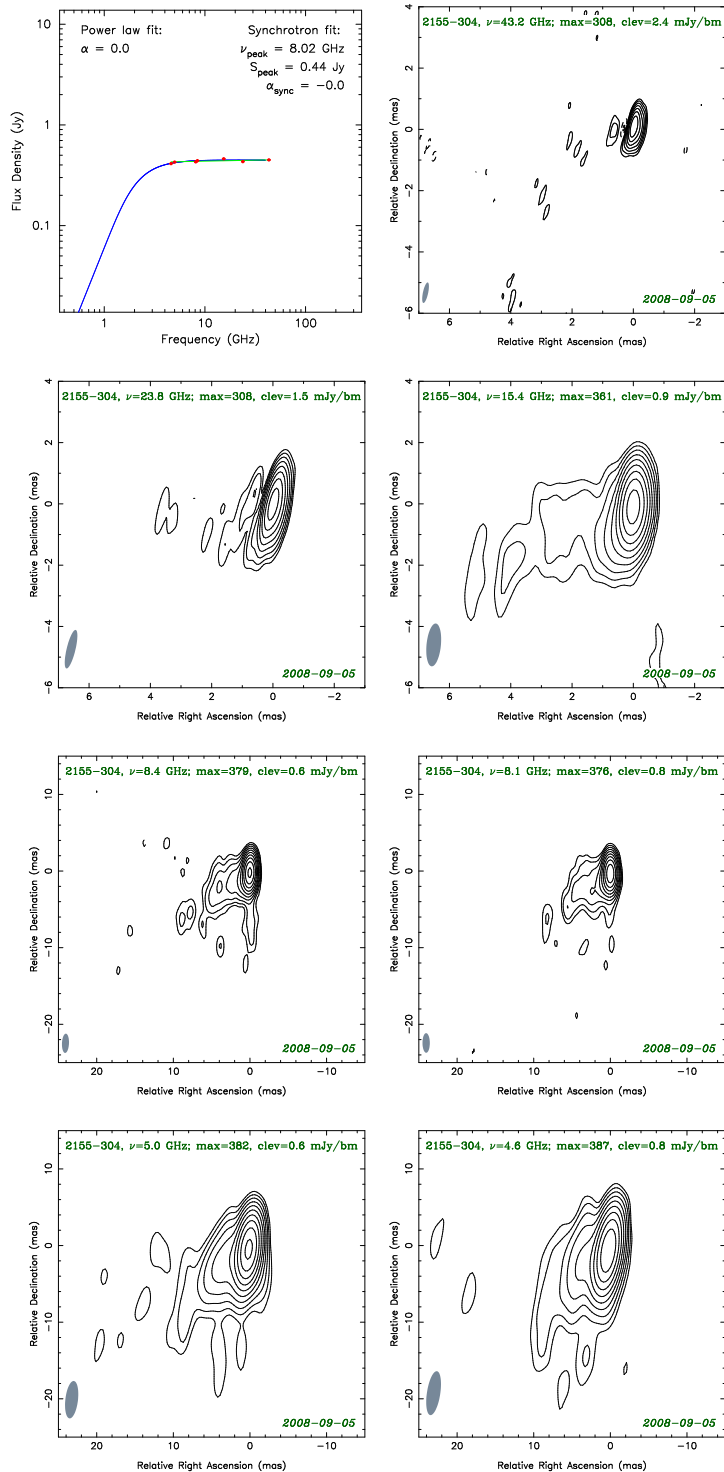 Power law fit:
α = 0.0
Synchrotron fit:
νpeak = 8.02 GHz
Speak = 0.44 Jy
αsync = −0.0
10
1
0.1
Flux Density (Jy)
1 10 100
Frequency (GHz)
2155−304, ν=43.2 GHz; max=308, clev=2.4 mJy/bm
4
2
0
−2
−4
−6
Relative Declination (mas)
2008−09−05
6 4 2 0 −2
Relative Right Ascension (mas)
2155−304, ν=23.8 GHz; max=308, clev=1.5 mJy/bm
4
2
0
−2
−4
−6
Relative Declination (mas)
2008−09−05
6 4 2 0 −2
Relative Right Ascension (mas)
2155−304, ν=15.4 GHz; max=361, clev=0.9 mJy/bm
4
2
0
−2
−4
−6
Relative Declination (mas)
2008−09−05
6 4 2 0 −2
Relative Right Ascension (mas)
2155−304, ν=8.4 GHz; max=379, clev=0.6 mJy/bm
10
0
−10
−20
Relative Declination (mas)
2008−09−05
20 10 0 −10
Relative Right Ascension (mas)
2155−304, ν=8.1 GHz; max=376, clev=0.8 mJy/bm
10
0
−10
−20
Relative Declination (mas)
2008−09−05
20 10 0 −10
Relative Right Ascension (mas)
2155−304, ν=5.0 GHz; max=382, clev=0.6 mJy/bm
10
0
−10
−20
Relative Declination (mas)
2008−09−05
20 10 0 −10
Relative Right Ascension (mas)
2155−304, ν=4.6 GHz; max=387, clev=0.8 mJy/bm
10
0
−10
−20
Relative Declination (mas)
2008−09−05
20 10 0 −10
Relative Right Ascension (mas)